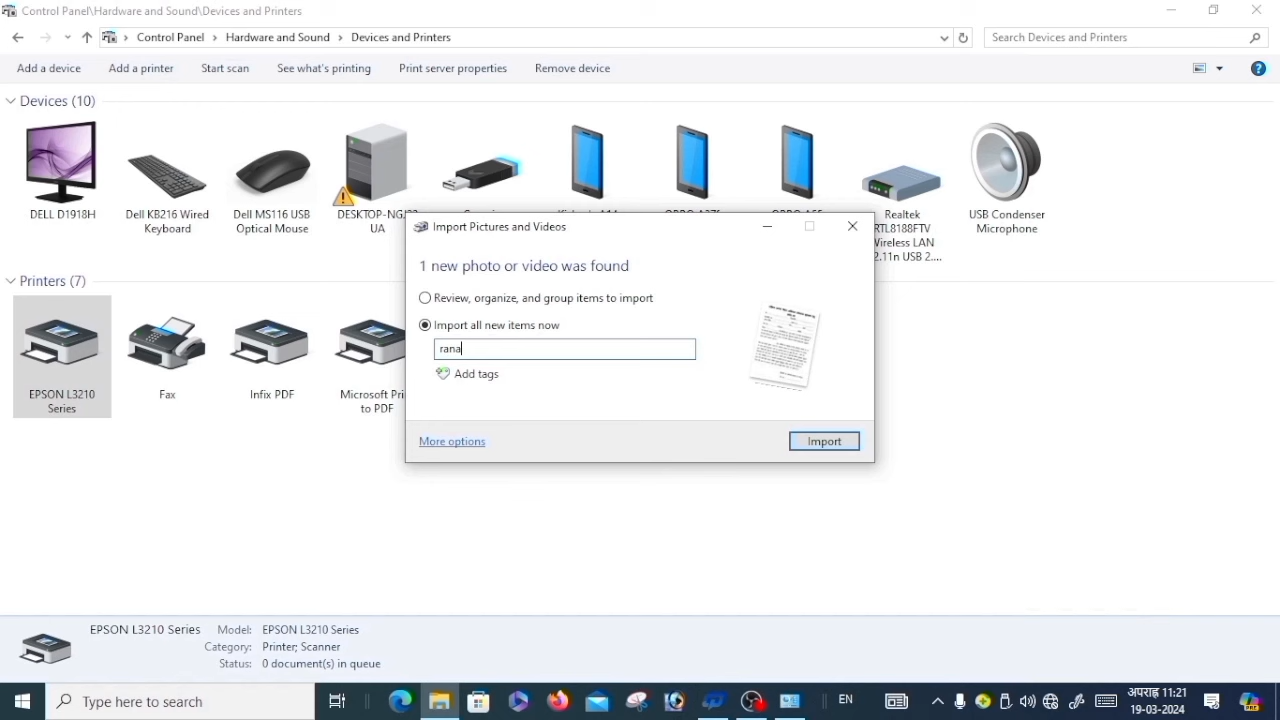 Control Panel\Hardware and Sound\Devices and Printers
Control Panel > Hardware and Sound > Devices and Printers
Search Devices and Printers
Add a device
Add a printer
Start scan
See what's printing
Print server properties
Remove device
Devices (10)
DELL D1918H
Dell KB216 Wired
Keyboard
Dell MS116 USB
Optical Mouse
UA
Realtek
RTL8188FTV
Wireless LAN
USB Condenser
Microphone
Printers (7)
EPSON L3210
Series
Fax
Infix PDF
Microsoft Pri
to PDF
Import Pictures and Videos
1 new photo or video was found
Review, organize, and group items to import
Import all new items now
rana
Add tags
More options
Import
EPSON L3210 Series
Model: EPSON L3210 Series
Category: Printer; Scanner
Status: 0 document(s) in queue
Type here to search
EN
अपराह्न 11:21
19-03-2024
PRE